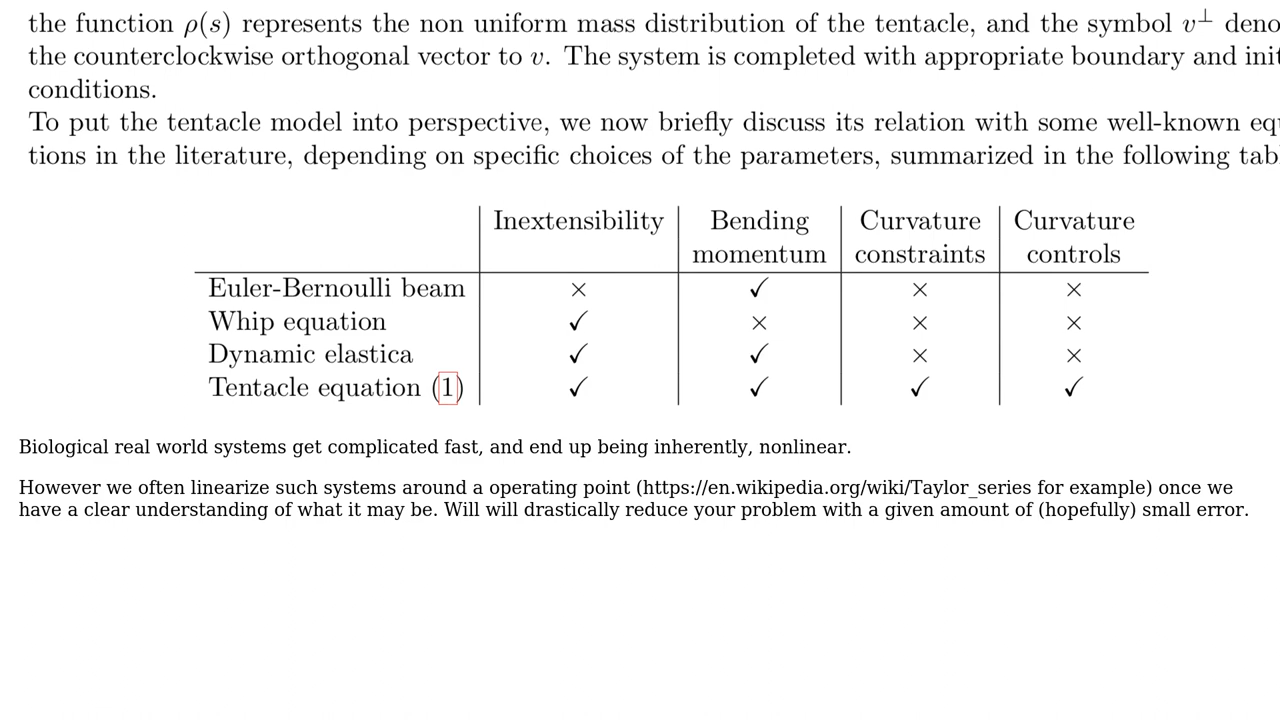 the function ρ(s) represents the non uniform mass distribution of the tentacle, and the symbol v⊥
the counterclockwise orthogonal vector to v. The system is completed with appropriate boundary and
conditions.
To put the tentacle model into perspective, we now briefly discuss its relation with some well-known
tions in the literature, depending on specific choices of the parameters, summarized in the following
Inextensibility Bending momentum Curvature constraints Curvature controls
Euler-Bernoulli beam × ✓ × ×
Whip equation ✓ × × ×
Dynamic elastica ✓ ✓ × ×
Tentacle equation (1) ✓ ✓ ✓ ✓
Biological real world systems get complicated fast, and end up being inherently, nonlinear.
However we often linearize such systems around a operating point (https://en.wikipedia.org/wiki/Taylor_series for example) once we
have a clear understanding of what it may be. Will will drastically reduce your problem with a given amount of (hopefully) small error.